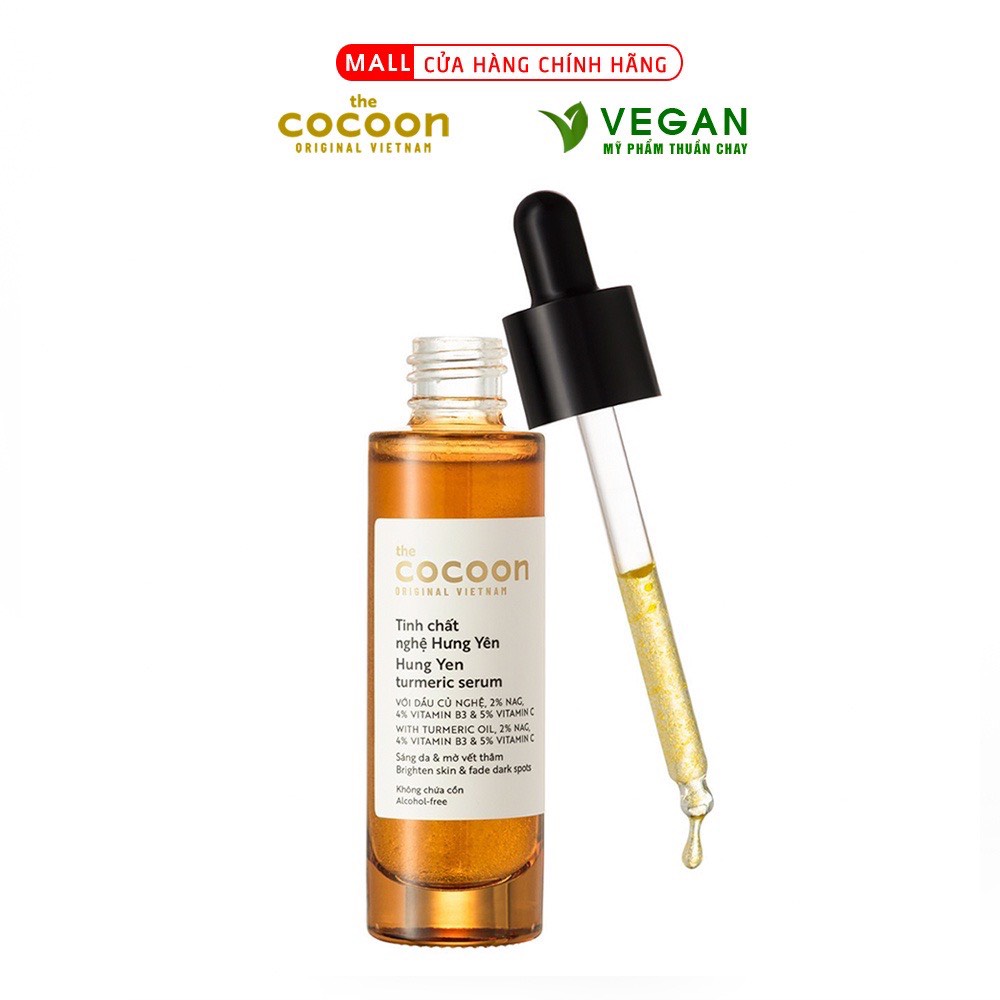 MALL CỬA HÀNG CHÍNH HÃNG
the
cocoon
ORIGINAL VIETNAM
VEGAN
MỸ PHẨM THUẦN CHAY
the
cocoon
ORIGINAL VIETNAM
Tinh chất
nghệ Hưng Yên
Hung Yen
turmeric serum
VỚI DẦU CỦ NGHỆ, 2% NAG,
4% VITAMIN B3 & 5% VITAMIN C
WITH TURMERIC OIL, 2% NAG,
4% VITAMIN B3 & 5% VITAMIN C
Sáng da & mờ vết thâm
Brighten skin & fade dark spots
Không chứa cồn
Alcohol-free